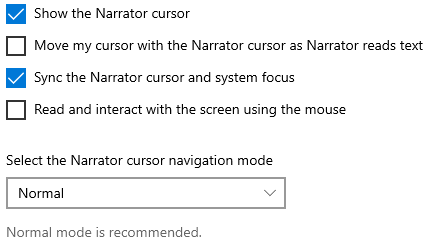 Show the Narrator cursor
Move my cursor with the Narrator cursor as Narrator reads text
Sync the Narrator cursor and system focus
Read and interact with the screen using the mouse
Select the Narrator cursor navigation mode
Normal
Normal mode is recommended.